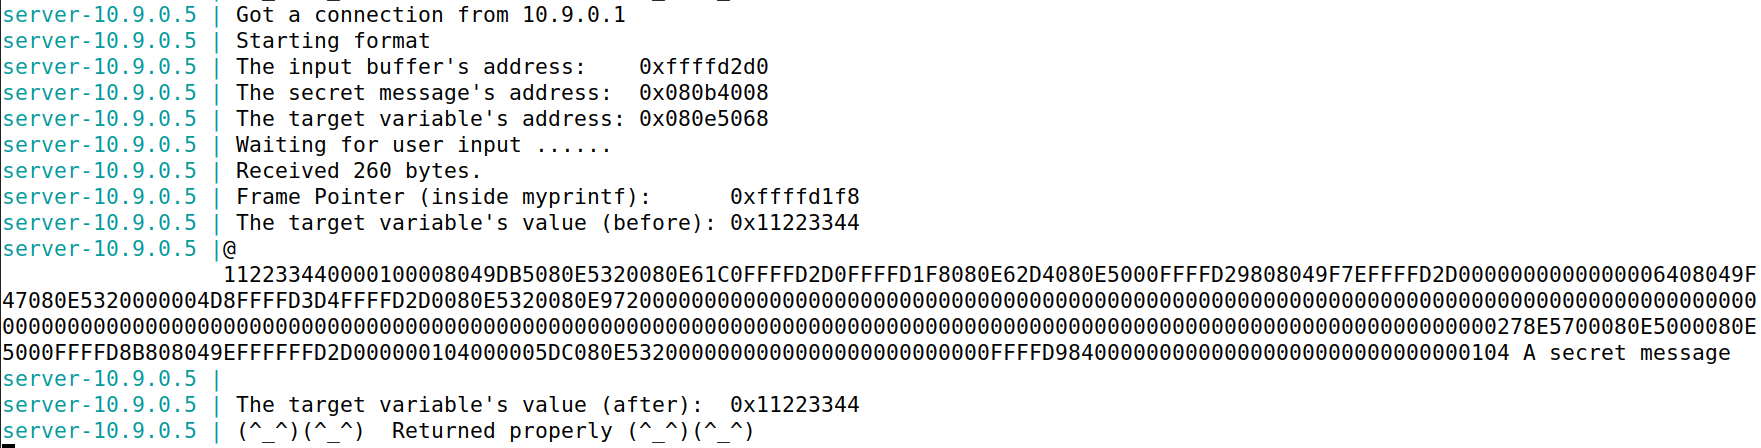 server-10.9.0.5 | Got a connection from 10.9.0.1
server-10.9.0.5 | Starting format
server-10.9.0.5 | The input buffer's address:    0xffffd2d0
server-10.9.0.5 | The secret message's address:  0x080b4008
server-10.9.0.5 | The target variable's address: 0x080e5068
server-10.9.0.5 | Waiting for user input ......
server-10.9.0.5 | Received 260 bytes.
server-10.9.0.5 | Frame Pointer (inside myprintf):      0xffffd1f8
server-10.9.0.5 | The target variable's value (before): 0x11223344
server-10.9.0.5 |@
112233440000100008049DB5080E5320080E61C0FFFFD2D0FFFFD1F8080E62D4080E5000FFFFD29808049F7EFFFFD2D0000000000000006408049F
47080E5320000004D8FFFFD3D4FFFFD2D0080E5320080E97200000000000000000000000000000000000000000000000000000000000000000000000000000000000000
0000000000000000000000000000000000000000000000000000000000000000000000000000000000000000000000000000000000000000000278E5700080E5000080E
5000FFFFD8B808049EFFFFFFD2D000000104000005DC080E5320000000000000000000000000FFFFD98400000000000000000000000000000104 A secret message
server-10.9.0.5 |
server-10.9.0.5 | The target variable's value (after):  0x11223344
server-10.9.0.5 | (^_^)(^_^)  Returned properly (^_^)(^_^)